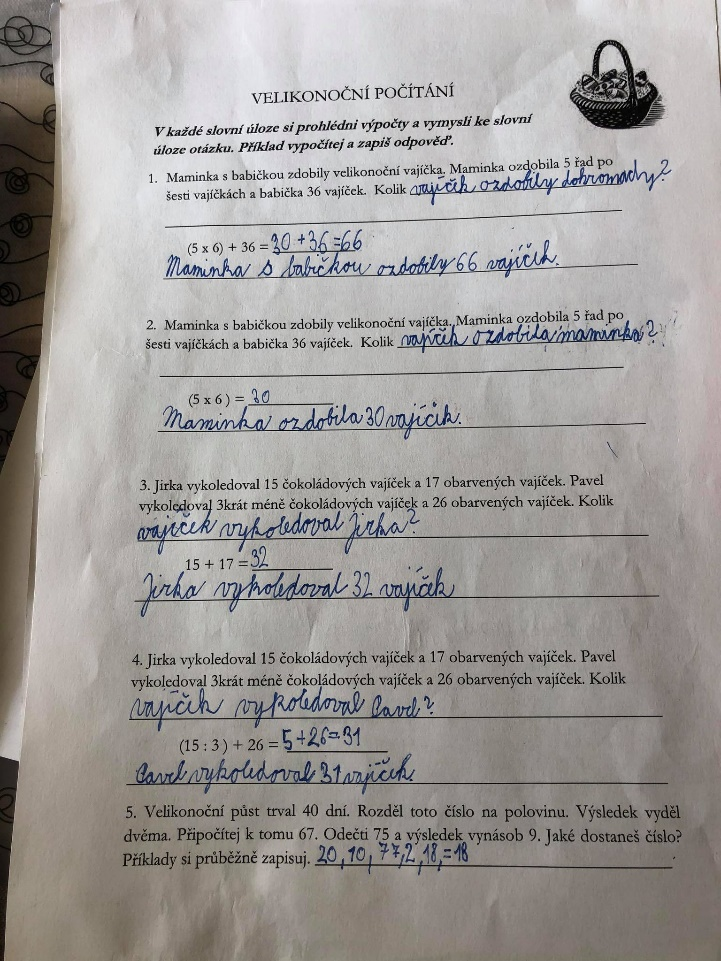 VELIKONOČNÍ POČÍTÁNÍ
V každé slovní úloze si prohlédni výpočty a vymysli ke slovní
úloze otázku. Příklad vypočítej a zapiš odpověď.
1. Maminka s babičkou zdobily velikonoční vajíčka. Maminka ozdobila 5 řad po
šesti vajíčkách a babička 36 vajíček. Kolik vajíček ozdobily dohromady?
(5 x 6) + 36 = 30 + 36 = 66
Maminka s babičkou ozdobily 66 vajíček.
2. Maminka s babičkou zdobily velikonoční vajíčka. Maminka ozdobila 5 řad po
šesti vajíčkách a babička 36 vajíček. Kolik vajíček ozdobila maminka?
(5 x 6 ) = 30
Maminka ozdobila 30 vajíček.
3. Jirka vykoledoval 15 čokoládových vajíček a 17 obarvených vajíček. Pavel
vykoledoval 3krát méně čokoládových vajíček a 26 obarvených vajíček. Kolik
vajíček vykoledoval Jirka?
15 + 17 = 32
Jirka vykoledoval 32 vajíček
4. Jirka vykoledoval 15 čokoládových vajíček a 17 obarvených vajíček. Pavel
vykoledoval 3krát méně čokoládových vajíček a 26 obarvených vajíček. Kolik
vajíček vykoledoval Pavel?
(15 : 3 ) + 26 = 5+26=31
Pavel vykoledoval 31 vajíček
5. Velikonoční půst trval 40 dní. Rozděl toto číslo na polovinu. Výsledek vyděl
dvěma. Připočítej k tomu 67. Odečti 75 a výsledek vynásob 9. Jaké dostaneš číslo?
Příklady si průběžně zapisuj. 20, 10, 77, 2, 18, = 18